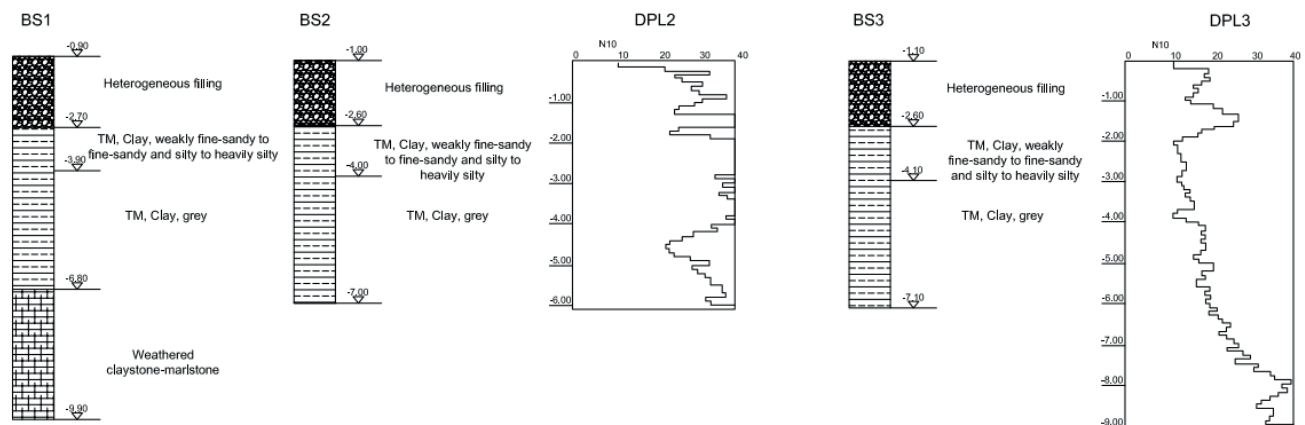 BS1
-0.90
Heterogeneous filling
-2.70
TM, Clay, weakly fine-sandy to
fine-sandy and silty to heavily silty
-3.90
TM, Clay, grey
-6.80
Weathered
claystone-marlstone
-9.90
BS2
-1.00
Heterogeneous filling
-2.60
TM, Clay, weakly fine-sandy
to fine-sandy and silty to
heavily silty
-4.00
TM, Clay, grey
-7.00
DPL2
N10
0 10 20 30 40
-1.00
-2.00
-3.00
-4.00
-5.00
-6.00
BS3
-1.10
Heterogeneous filling
-2.60
TM, Clay, weakly
fine-sandy to fine-sandy
and silty to heavily silty
-4.10
TM, Clay, grey
-7.10
DPL3
N10
0 10 20 30 40
-1.00
-2.00
-3.00
-4.00
-5.00
-6.00
-7.00
-8.00
-9.00